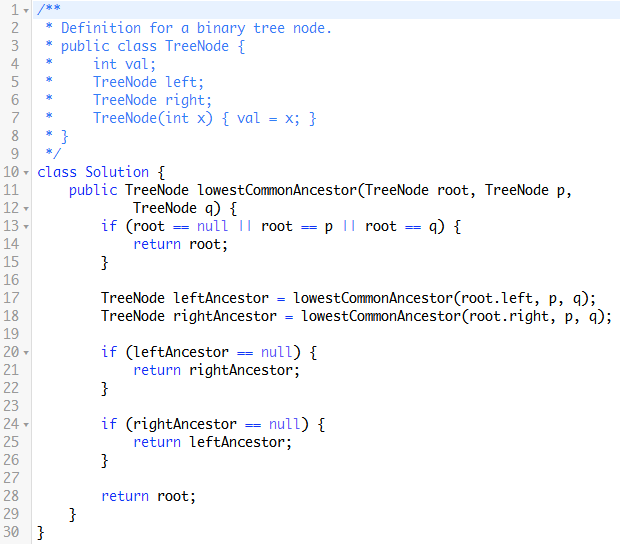 1 /**
2  * Definition for a binary tree node.
3  * public class TreeNode {
4  *     int val;
5  *     TreeNode left;
6  *     TreeNode right;
7  *     TreeNode(int x) { val = x; }
8  * }
9  */
10 class Solution {
11     public TreeNode lowestCommonAncestor(TreeNode root, TreeNode p,
12             TreeNode q) {
13         if (root == null || root == p || root == q) {
14             return root;
15         }
16
17         TreeNode leftAncestor = lowestCommonAncestor(root.left, p, q);
18         TreeNode rightAncestor = lowestCommonAncestor(root.right, p, q);
19
20         if (leftAncestor == null) {
21             return rightAncestor;
22         }
23
24         if (rightAncestor == null) {
25             return leftAncestor;
26         }
27
28         return root;
29     }
30 }